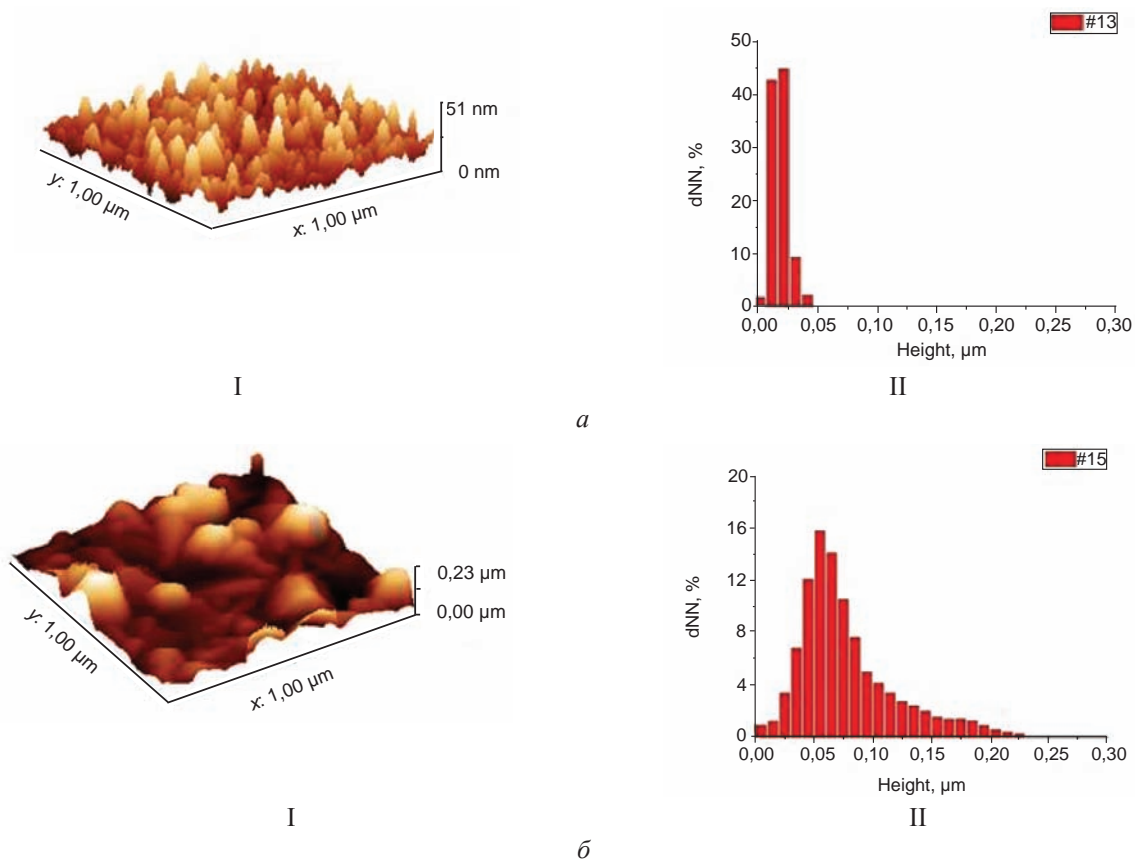 51 nm
0 nm
y: 1,00 µm
x: 1,00 µm
I
#13
50
40
30
20
10
0
dNN, %
0,00 0,05 0,10 0,15 0,20 0,25 0,30
Height, µm
II
а
0,23 µm
0,00 µm
y: 1,00 µm
x: 1,00 µm
I
#15
20
16
12
8
4
0
dNN, %
0,00 0,05 0,10 0,15 0,20 0,25 0,30
Height, µm
II
б